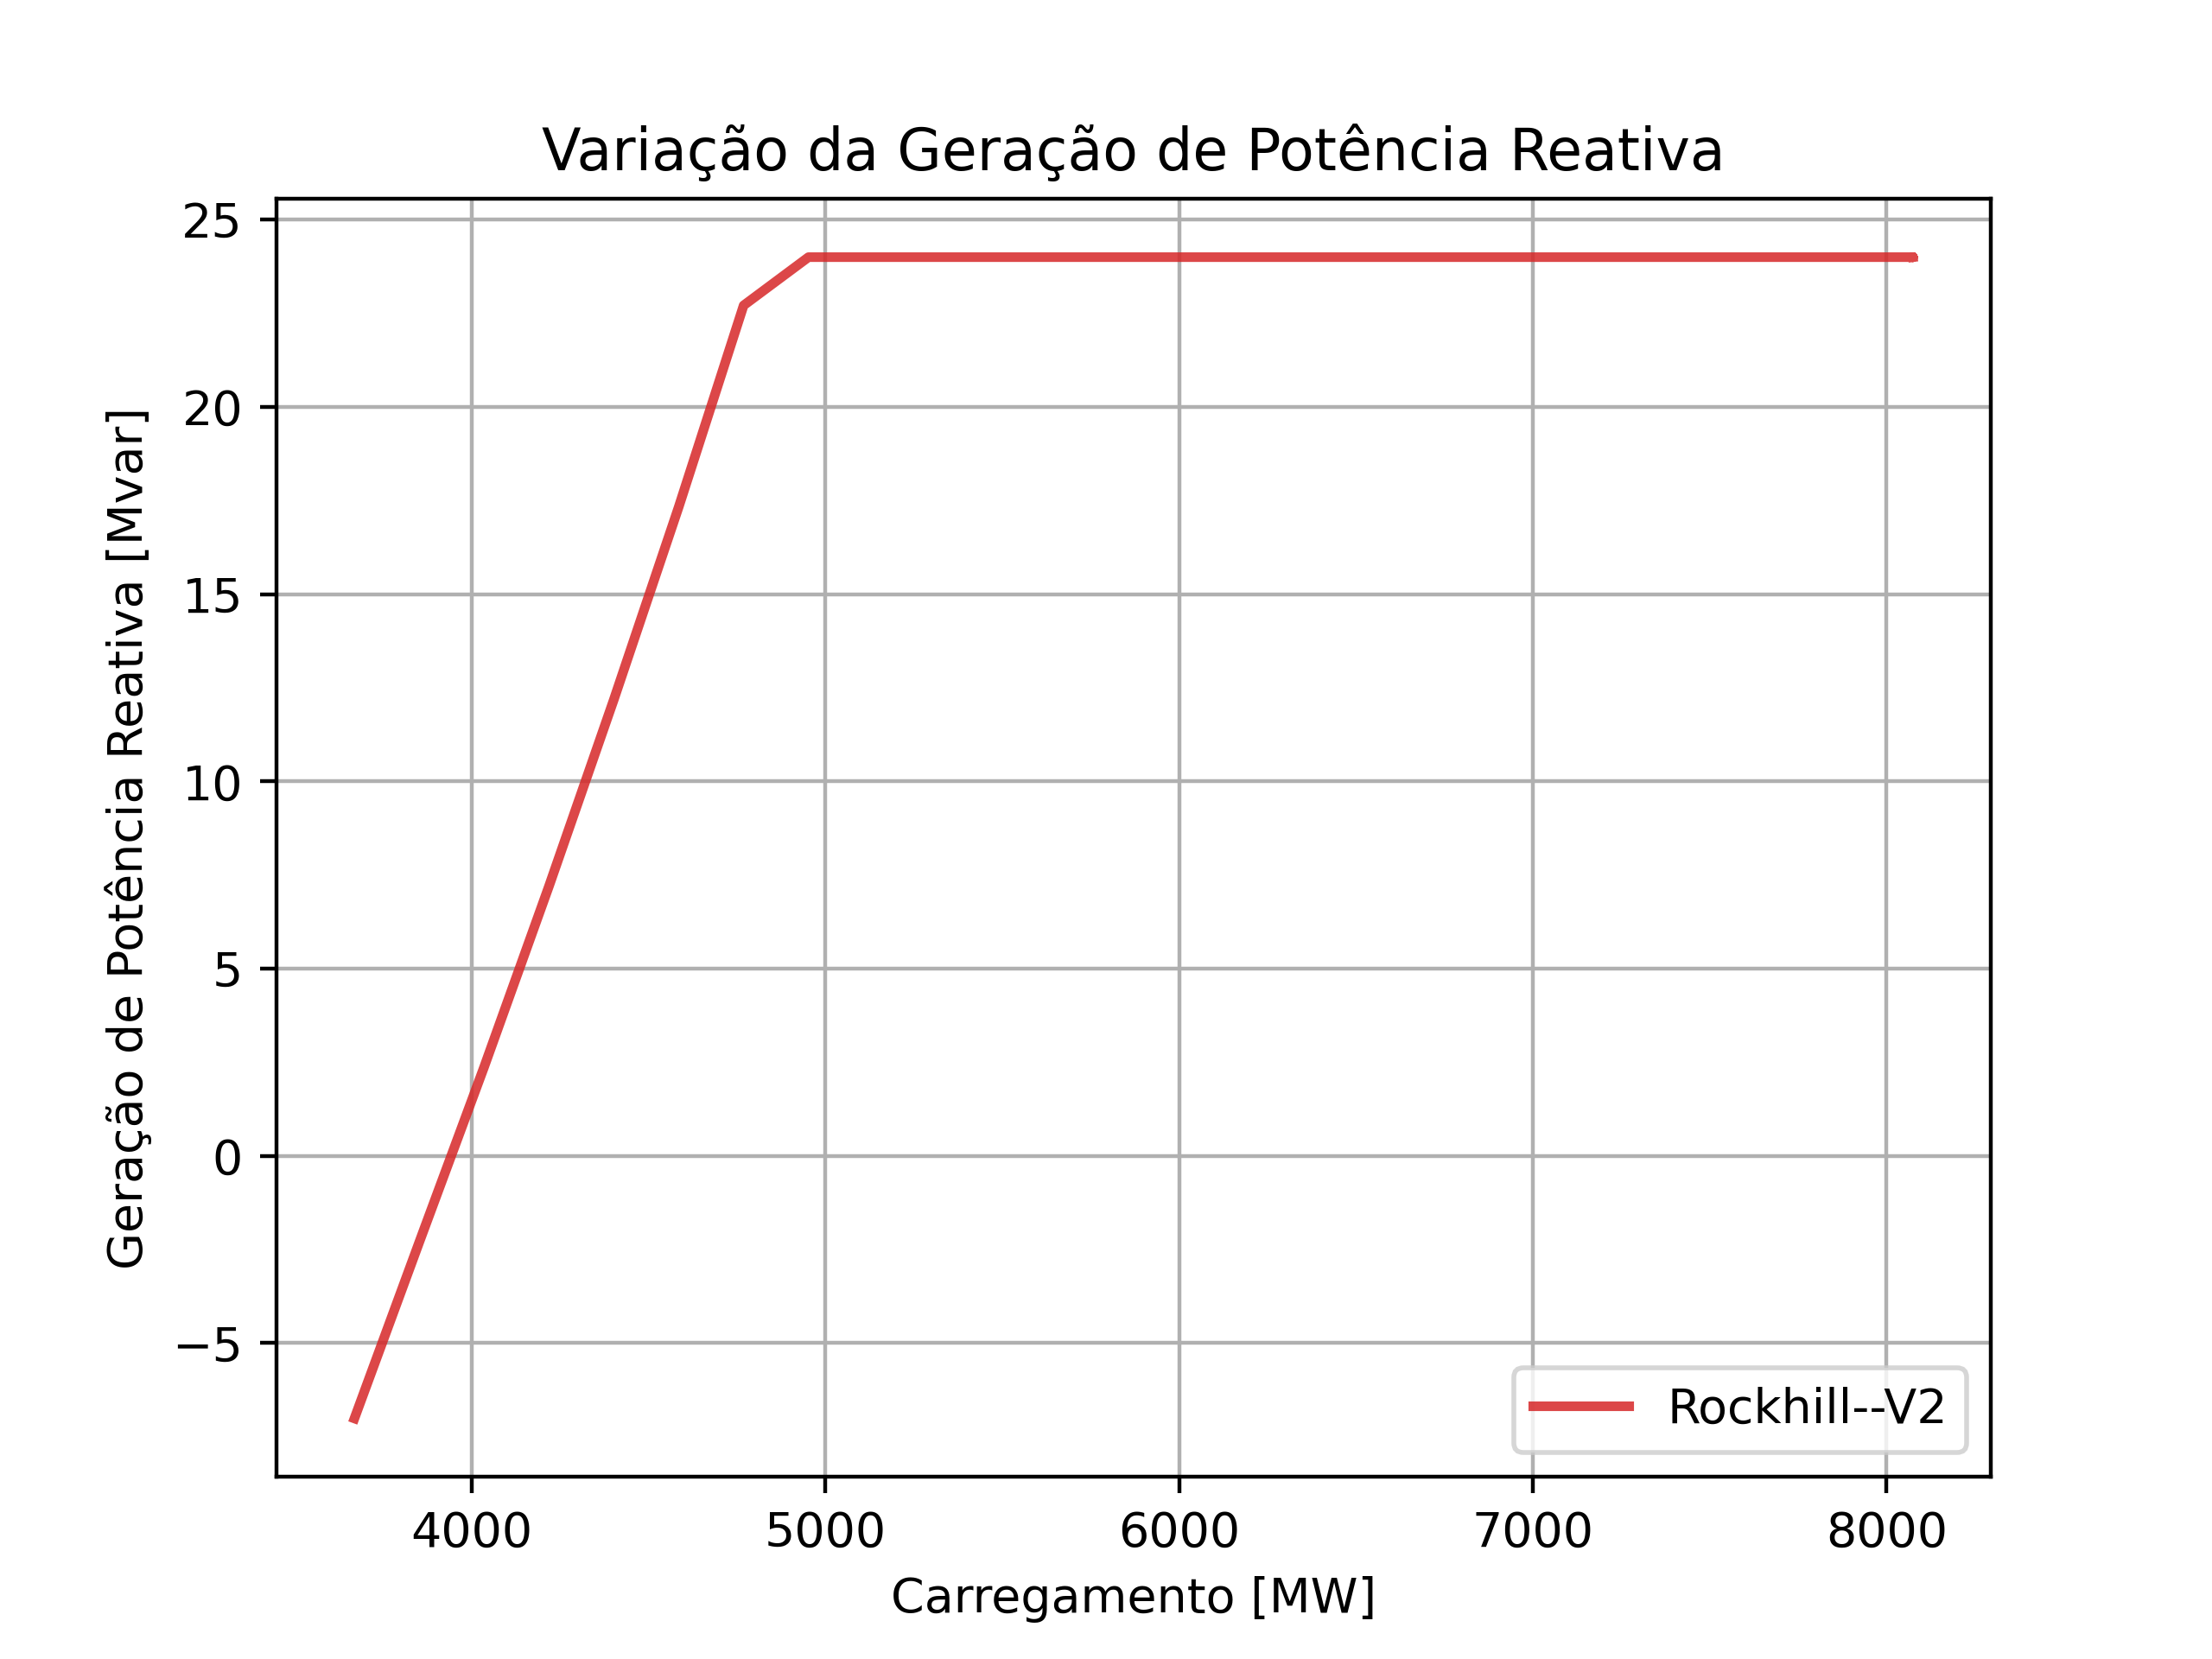 Variação da Geração de Potência Reativa
Geração de Potência Reativa [Mvar]
25
20
15
10
5
0
−5
4000 5000 6000 7000 8000
Carregamento [MW]
Rockhill--V2